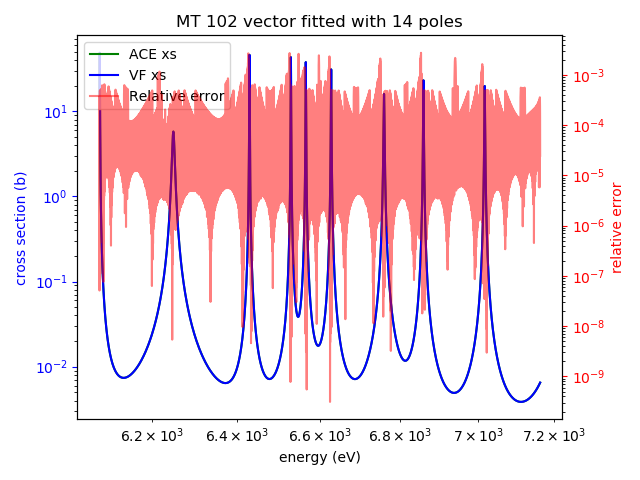 MT 102 vector fitted with 14 poles
ACE xs
VF xs
Relative error
cross section (b)
10¹
10⁰
10⁻¹
10⁻²
10⁻³
10⁻⁴
10⁻⁵
10⁻⁶
10⁻⁷
10⁻⁸
10⁻⁹
relative error
6.2 × 10³ 6.4 × 10³ 6.6 × 10³ 6.8 × 10³ 7 × 10³ 7.2 × 10³
energy (eV)